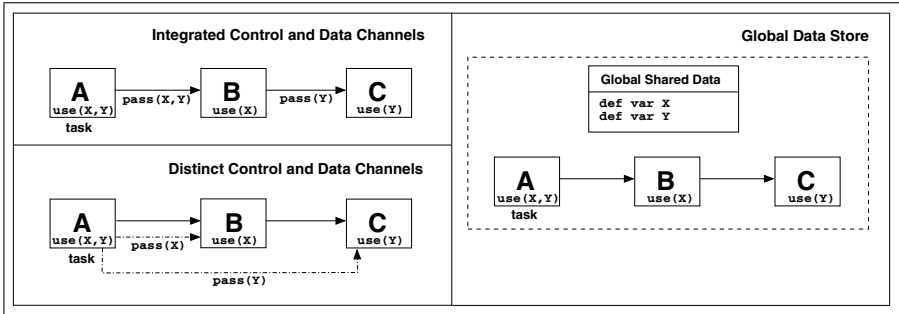 Integrated Control and Data Channels
A
use(X,Y)
task
pass(X,Y)
B
use(X)
pass(Y)
C
use(Y)
Distinct Control and Data Channels
A
use(X,Y)
task
pass(X)
B
use(X)
C
use(Y)
pass(Y)
Global Data Store
Global Shared Data
def var X
def var Y
A
use(X,Y)
task
B
use(X)
C
use(Y)